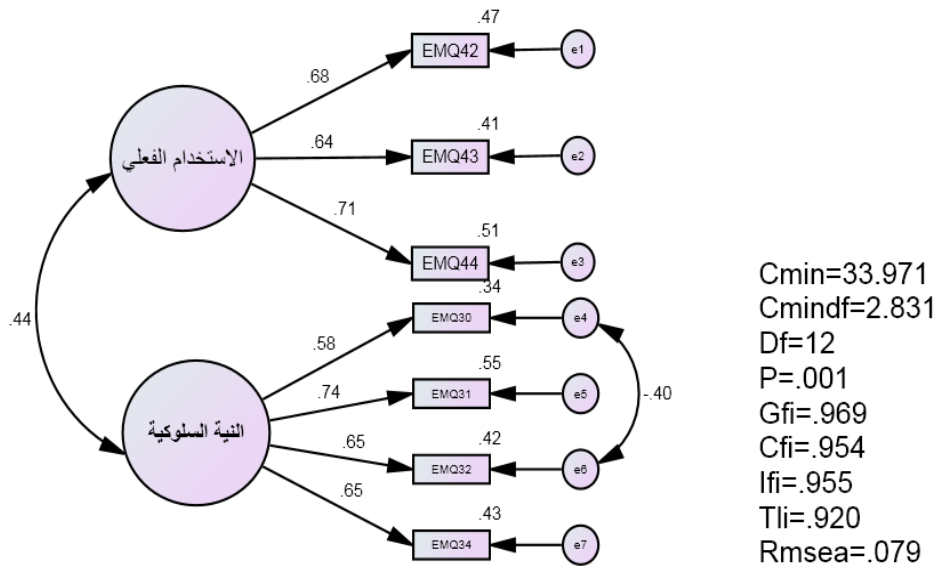 .47
EMQ42
e1
.68
.41
الاستخدام الفعلي
.64
EMQ43
e2
.71
.51
EMQ44
e3
.34
EMQ30
e4
.44
.58
.55
.74
EMQ31
e5
-.40
النية السلوكية
.65
.42
EMQ32
e6
.65
.43
EMQ34
e7
Cmin=33.971
Cmindf=2.831
Df=12
P=.001
Gfi=.969
Cfi=.954
Ifi=.955
Tli=.920
Rmsea=.079